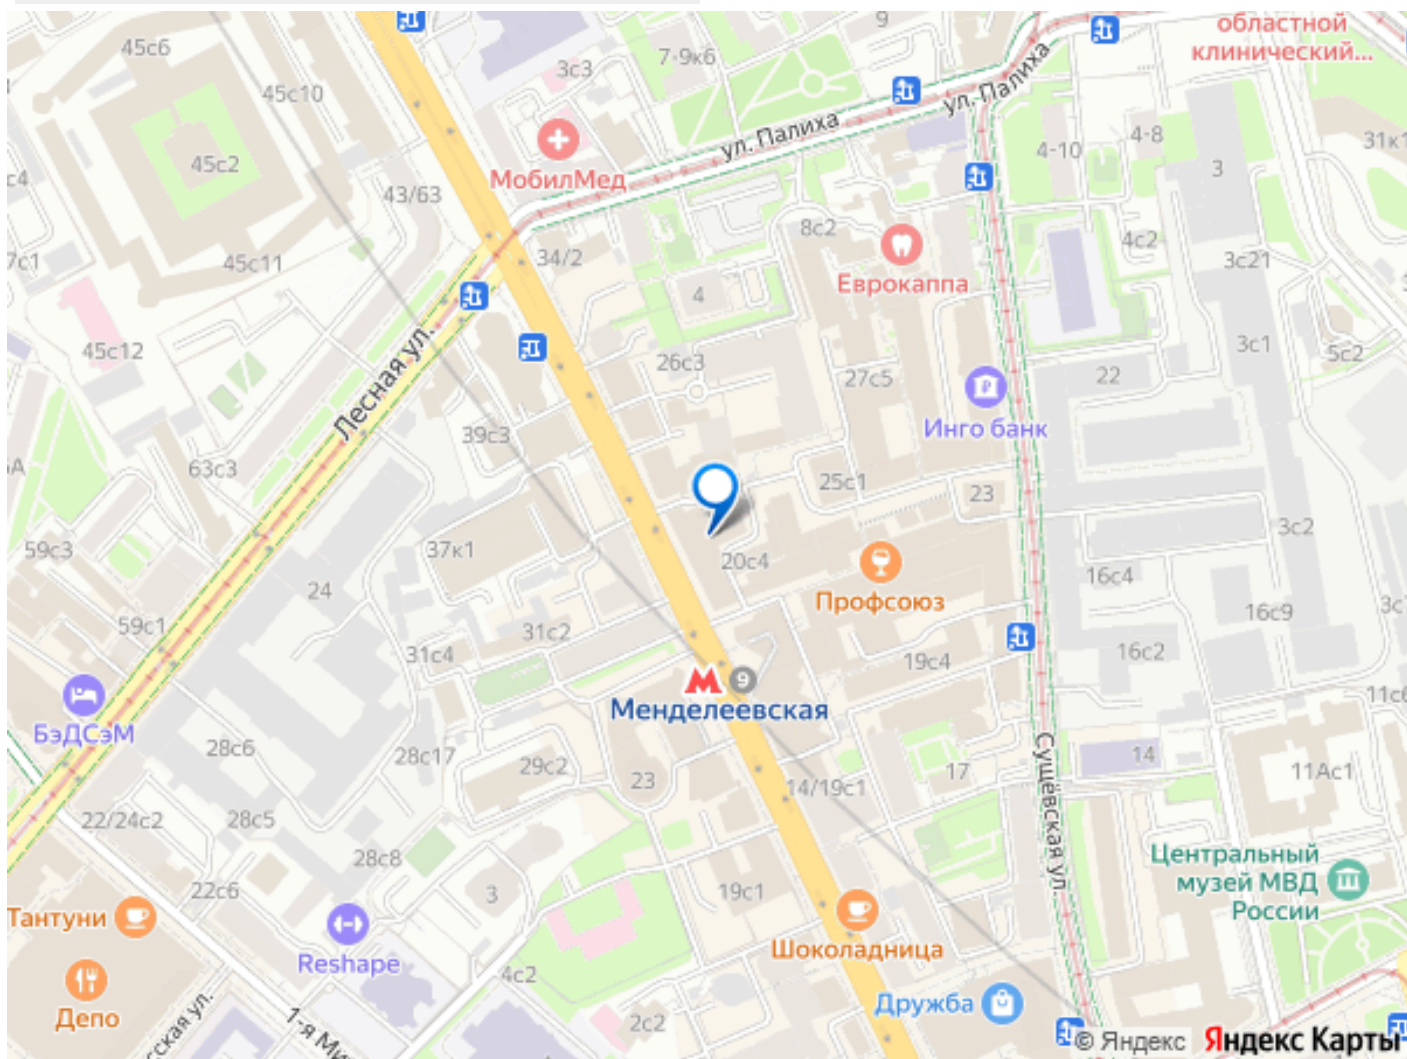 областной
клинический...
9
45с6
7-9к6
3с3
45с10
ул. Палиха
ул. Палиха
4-8
31к1
45с2
4-10
3
МобилМед
43/63
8с2
4с2
34/2
45с11
Еврокаппа
3с21
4
Лесная ул.
45с12
3с1
5с2
26с3
27с5
22
Инго банк
39с3
63с3
25с1
23
3с2
59с3
37к1
20с4
16с4
24
Профсоюз
16с9
59с1
31с2
31с4
19с4
16с2
9
Менделеевская
БэДСэМ
28с6
28с17
29с2
23
14/19с1
17
Сущёвская ул.
14
11Ас1
22/24с2
28с5
28с8
22с6
3
19с1
Центральный
музей МВД
России
Тантуни
Reshape
Шоколадница
4с2
Дружба
Депо
2с2
© Яндекс Яндекс Карты